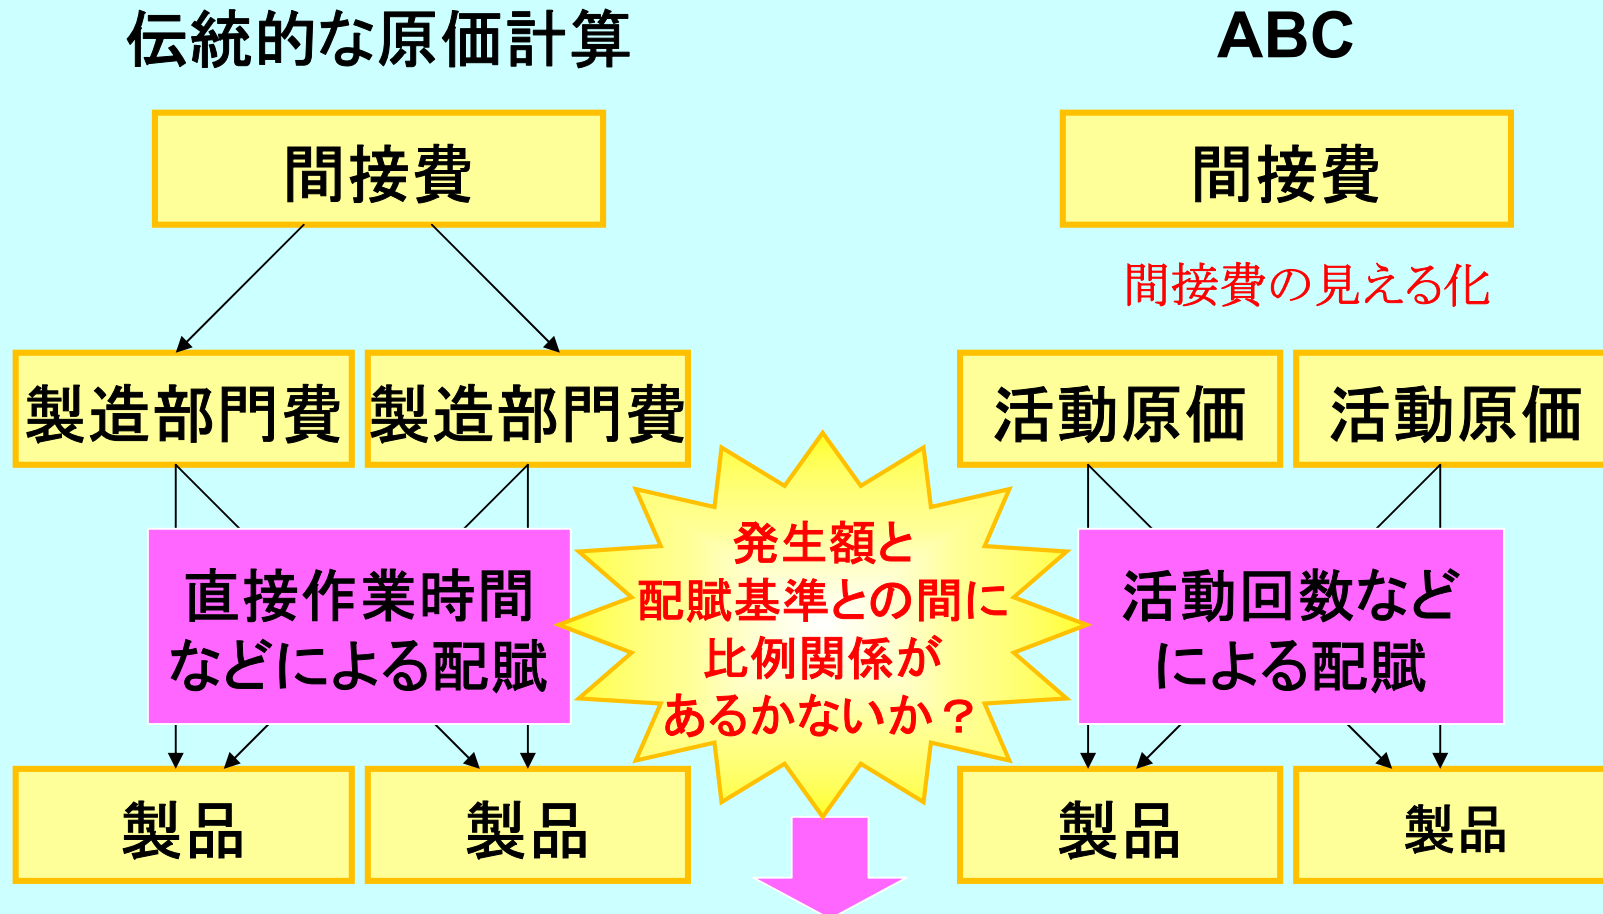 伝統的な原価計算
間接費
製造部門費
製造部門費
直接作業時間
などによる配賦
製品
製品
発生額と
配賦基準との間に
比例関係が
あるかないか？
ABC
間接費
間接費の見える化
活動原価
活動原価
活動回数など
による配賦
製品
製品